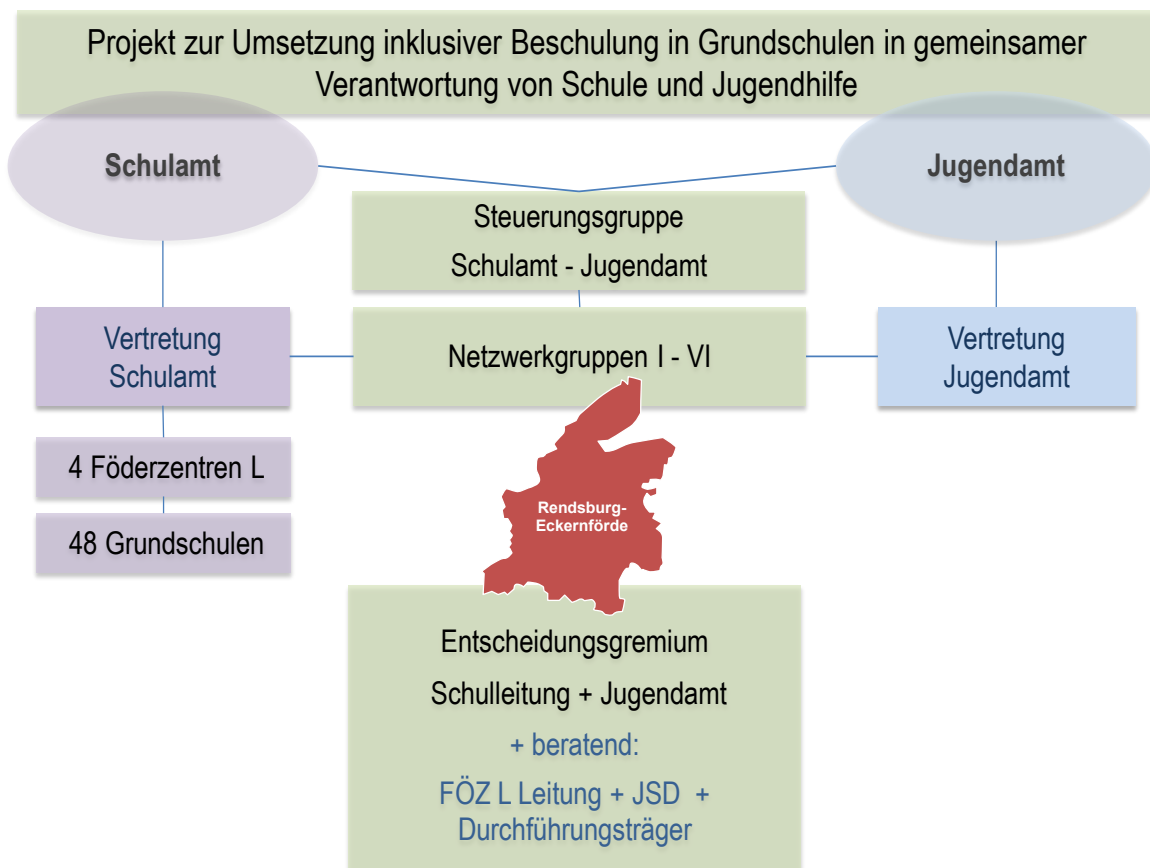 Projekt zur Umsetzung inklusiver Beschulung in Grundschulen in gemeinsamer
Verantwortung von Schule und Jugendhilfe
Schulamt
Jugendamt
Steuerungsgruppe
Schulamt - Jugendamt
Vertretung
Schulamt
Netzwerkgruppen I - VI
Vertretung
Jugendamt
4 Föderzentren L
48 Grundschulen
Rendsburg-
Eckernförde
Entscheidungsgremium
Schulleitung + Jugendamt
+ beratend:
FÖZ L Leitung + JSD +
Durchführungsträger